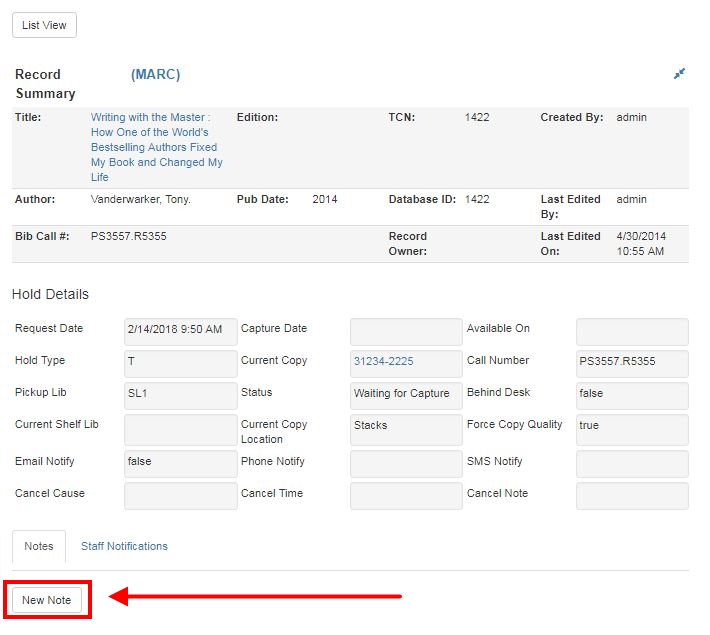 List View
Record Summary (MARC)
Title: Writing with the Master : How One of the World's Bestselling Authors Fixed My Book and Changed My Life Edition: TCN: 1422 Created By: admin
Author: Vanderwarker, Tony. Pub Date: 2014 Database ID: 1422 Last Edited By: admin
Bib Call #: PS3557.R5355 Record Owner: Last Edited On: 4/30/2014 10:55 AM
Hold Details
Request Date 2/14/2018 9:50 AM Capture Date Available On
Hold Type T Current Copy 31234-2225 Call Number PS3557.R5355
Pickup Lib SL1 Status Waiting for Capture Behind Desk false
Current Shelf Lib Current Copy Location Stacks Force Copy Quality true
Email Notify false Phone Notify SMS Notify
Cancel Cause Cancel Time Cancel Note
Notes Staff Notifications
New Note